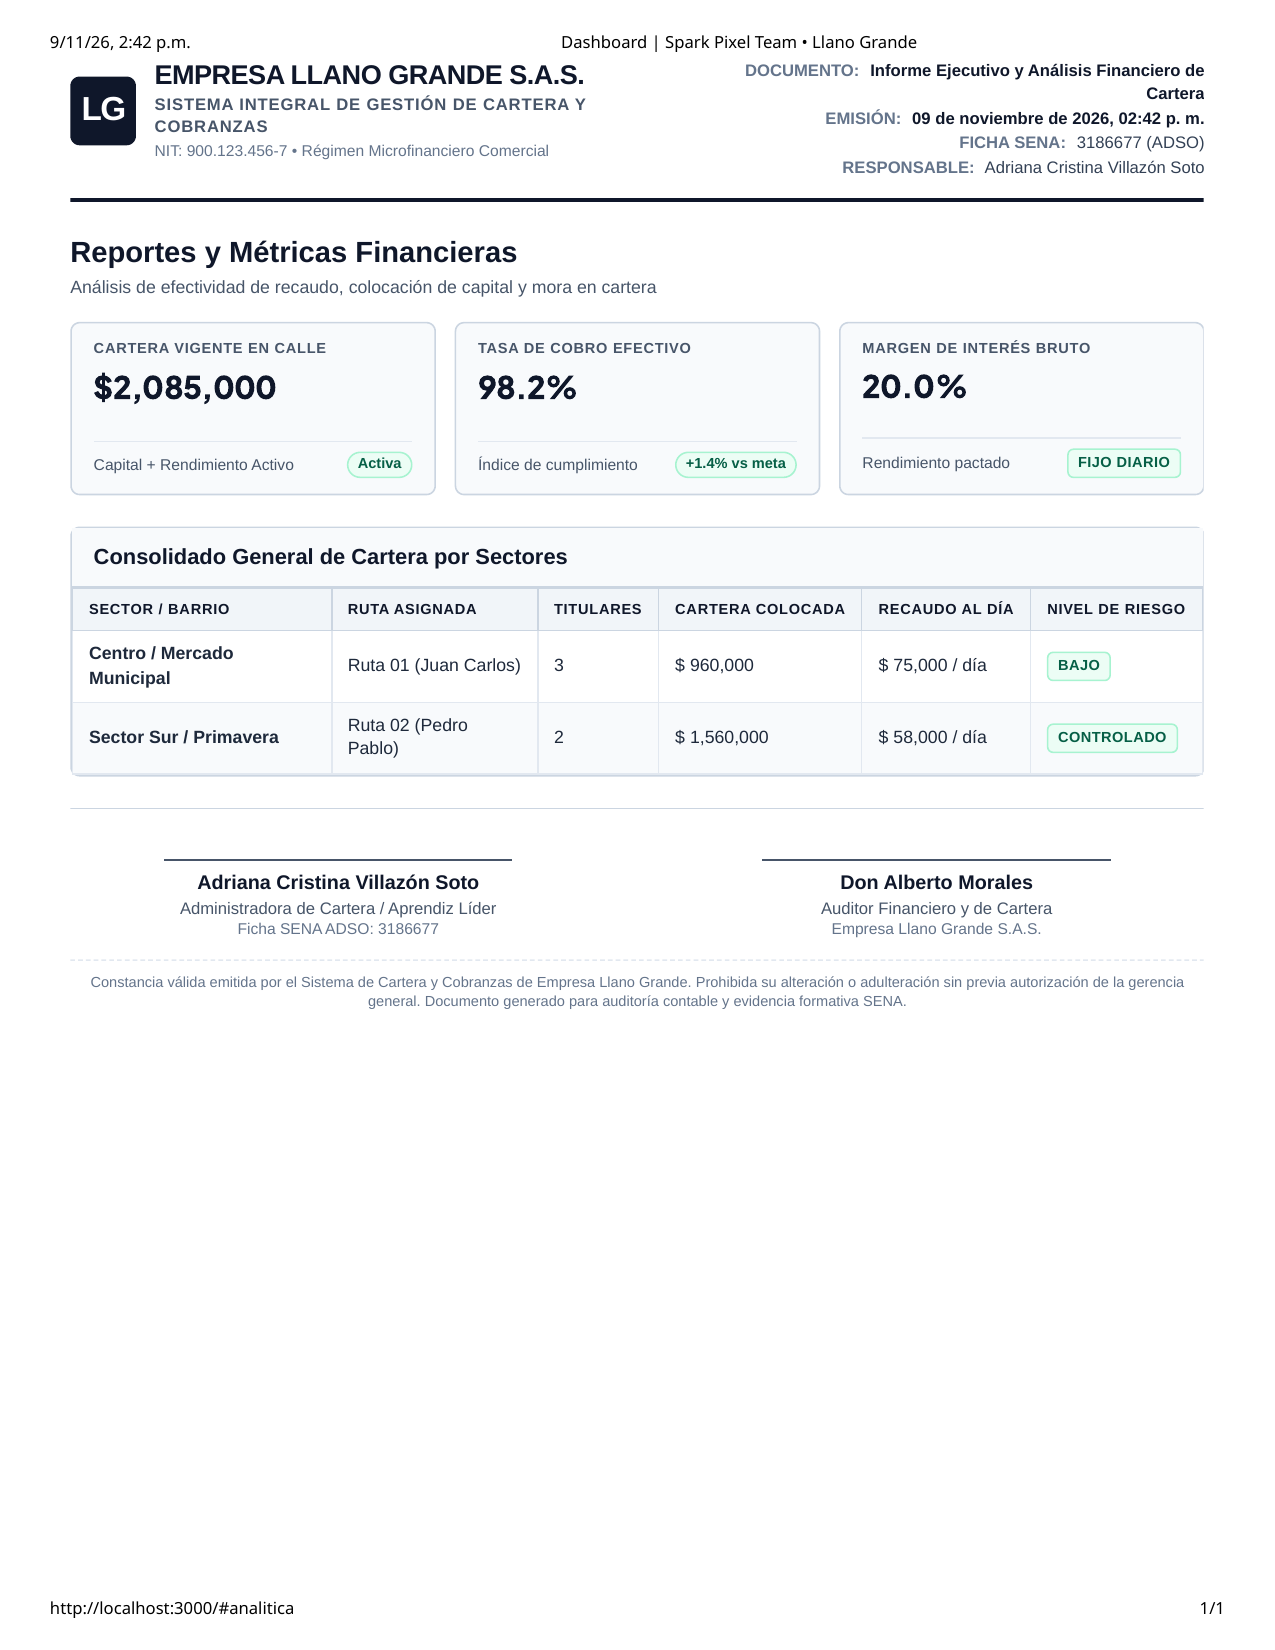 9/11/26, 2:42 p.m.
Dashboard | Spark Pixel Team • Llano Grande
LG
EMPRESA LLANO GRANDE S.A.S.
SISTEMA INTEGRAL DE GESTIÓN DE CARTERA Y
COBRANZAS
NIT: 900.123.456-7 • Régimen Microfinanciero Comercial
DOCUMENTO: Informe Ejecutivo y Análisis Financiero de
Cartera
EMISIÓN: 09 de noviembre de 2026, 02:42 p. m.
FICHA SENA: 3186677 (ADSO)
RESPONSABLE: Adriana Cristina Villazón Soto
Reportes y Métricas Financieras
Análisis de efectividad de recaudo, colocación de capital y mora en cartera
CARTERA VIGENTE EN CALLE
$2,085,000
Capital + Rendimiento Activo Activa
TASA DE COBRO EFECTIVO
98.2%
Índice de cumplimiento +1.4% vs meta
MARGEN DE INTERÉS BRUTO
20.0%
Rendimiento pactado FIJO DIARIO
Consolidado General de Cartera por Sectores
SECTOR / BARRIO RUTA ASIGNADA TITULARES CARTERA COLOCADA RECAUDO AL DÍA NIVEL DE RIESGO
Centro / Mercado
Municipal
Ruta 01 (Juan Carlos) 3 $ 960,000 $ 75,000 / día BAJO
Sector Sur / Primavera
Ruta 02 (Pedro
Pablo)
2 $ 1,560,000 $ 58,000 / día CONTROLADO
Adriana Cristina Villazón Soto
Administradora de Cartera / Aprendiz Líder
Ficha SENA ADSO: 3186677
Don Alberto Morales
Auditor Financiero y de Cartera
Empresa Llano Grande S.A.S.
Constancia válida emitida por el Sistema de Cartera y Cobranzas de Empresa Llano Grande. Prohibida su alteración o adulteración sin previa autorización de la gerencia
general. Documento generado para auditoría contable y evidencia formativa SENA.
http://localhost:3000/#analitica
1/1